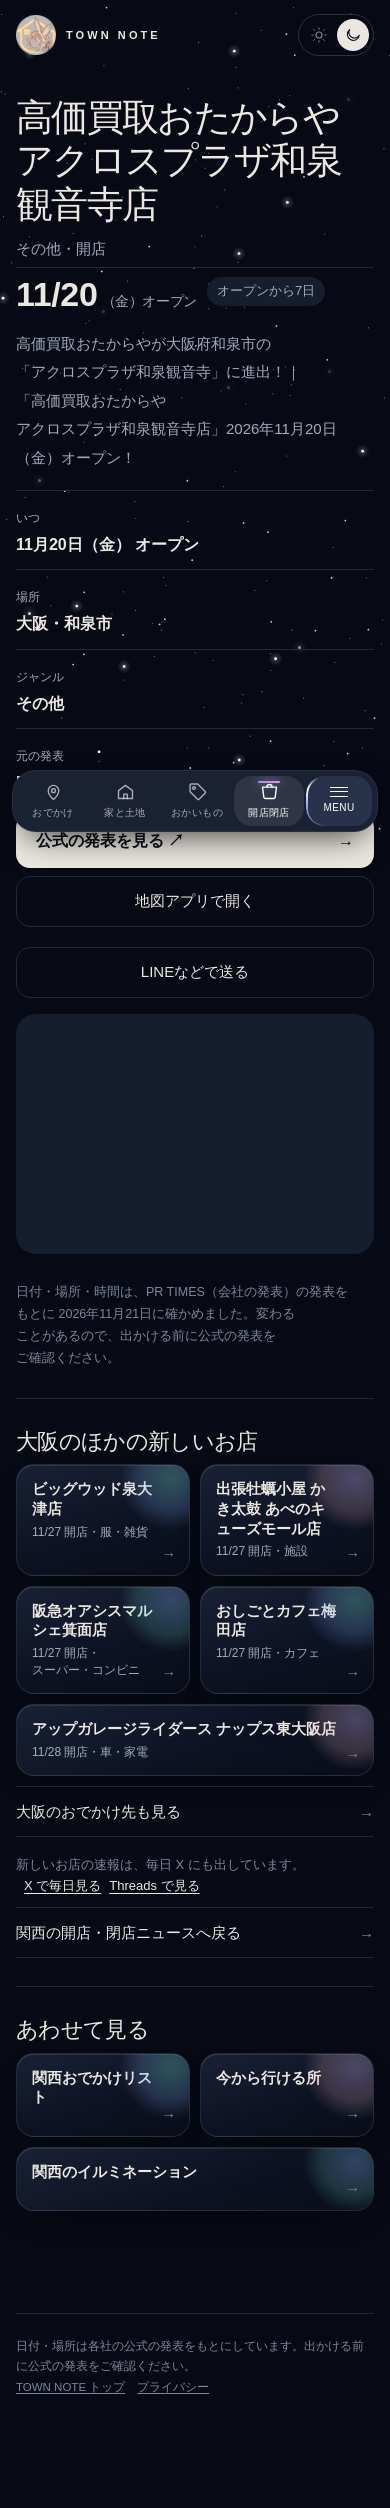 TOWN NOTE
高価買取おたからや
アクロスプラザ和泉
観音寺店
その他・開店
11/20 （金）オープン オープンから7日
高価買取おたからやが大阪府和泉市の
「アクロスプラザ和泉観音寺」に進出！｜
「高価買取おたからや
アクロスプラザ和泉観音寺店」2026年11月20日
（金）オープン！
いつ
11月20日（金） オープン
場所
大阪・和泉市
ジャンル
その他
元の発表
おでかけ
家と土地
おかいもの
開店閉店
MENU
公式の発表を見る ↗ →
地図アプリで開く
LINEなどで送る
日付・場所・時間は、PR TIMES（会社の発表）の発表を
もとに 2026年11月21日に確かめました。変わる
ことがあるので、出かける前に公式の発表を
ご確認ください。
大阪のほかの新しいお店
ビッグウッド泉大
津店
11/27 開店・服・雑貨
→
出張牡蠣小屋 か
き太鼓 あべのキ
ューズモール店
11/27 開店・施設
→
阪急オアシスマル
シェ箕面店
11/27 開店・
スーパー・コンビニ
→
おしごとカフェ梅
田店
11/27 開店・カフェ
→
アップガレージライダース ナップス東大阪店
11/28 開店・車・家電
→
大阪のおでかけ先も見る →
新しいお店の速報は、毎日 X にも出しています。
X で毎日見る Threads で見る
関西の開店・閉店ニュースへ戻る →
あわせて見る
関西おでかけリス
ト
→
今から行ける所
→
関西のイルミネーション
→
日付・場所は各社の公式の発表をもとにしています。出かける前
に公式の発表をご確認ください。
TOWN NOTE トップ プライバシー